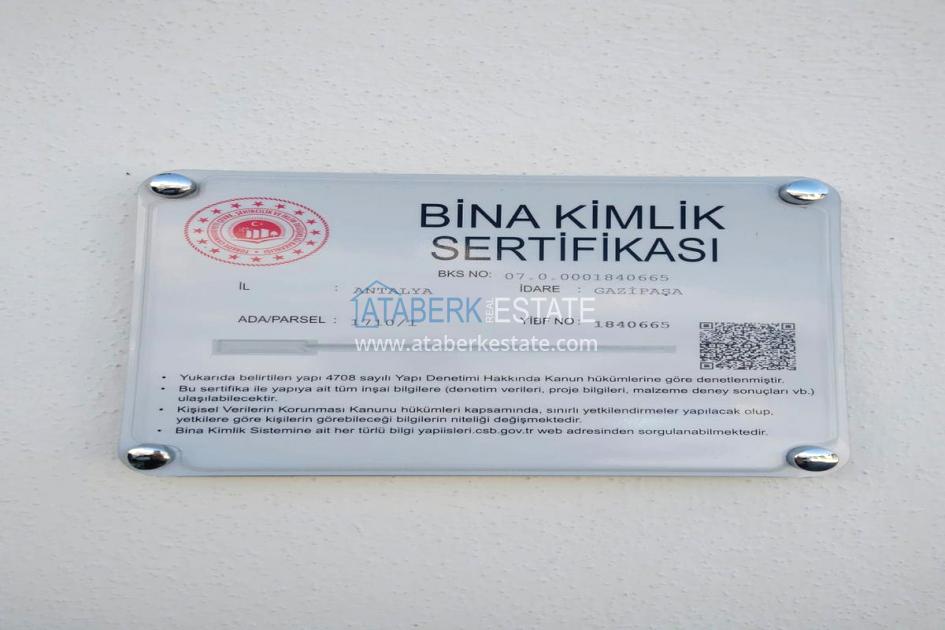 BİNA KİMLİK
SERTİFİKASI
BKS NO: 07.0.0001840665
İL : ANTALYA İDARE : GAZİPAŞA
ATABERK REAL ESTATE
ADA/PARSEL : 1710/1 YİBF NO: 1840665
www.ataberkestate.com
• Yukarıda belirtilen yapı 4708 sayılı Yapı Denetimi Hakkında Kanun hükümlerine göre denetlenmiştir.
• Bu sertifika ile yapıya ait tüm inşai bilgilere (denetim verileri, proje bilgileri, malzeme deney sonuçları vb.)
ulaşılabilecektir.
• Kişisel Verilerin Korunması Kanunu hükümleri kapsamında, sınırlı yetkilendirmeler yapılacak olup,
yetkilere göre kişilerin görebileceği bilgilerin niteliği değişmektedir.
• Bina Kimlik Sistemine ait her türlü bilgi yapiisleri.csb.gov.tr web adresinden sorgulanabilmektedir.